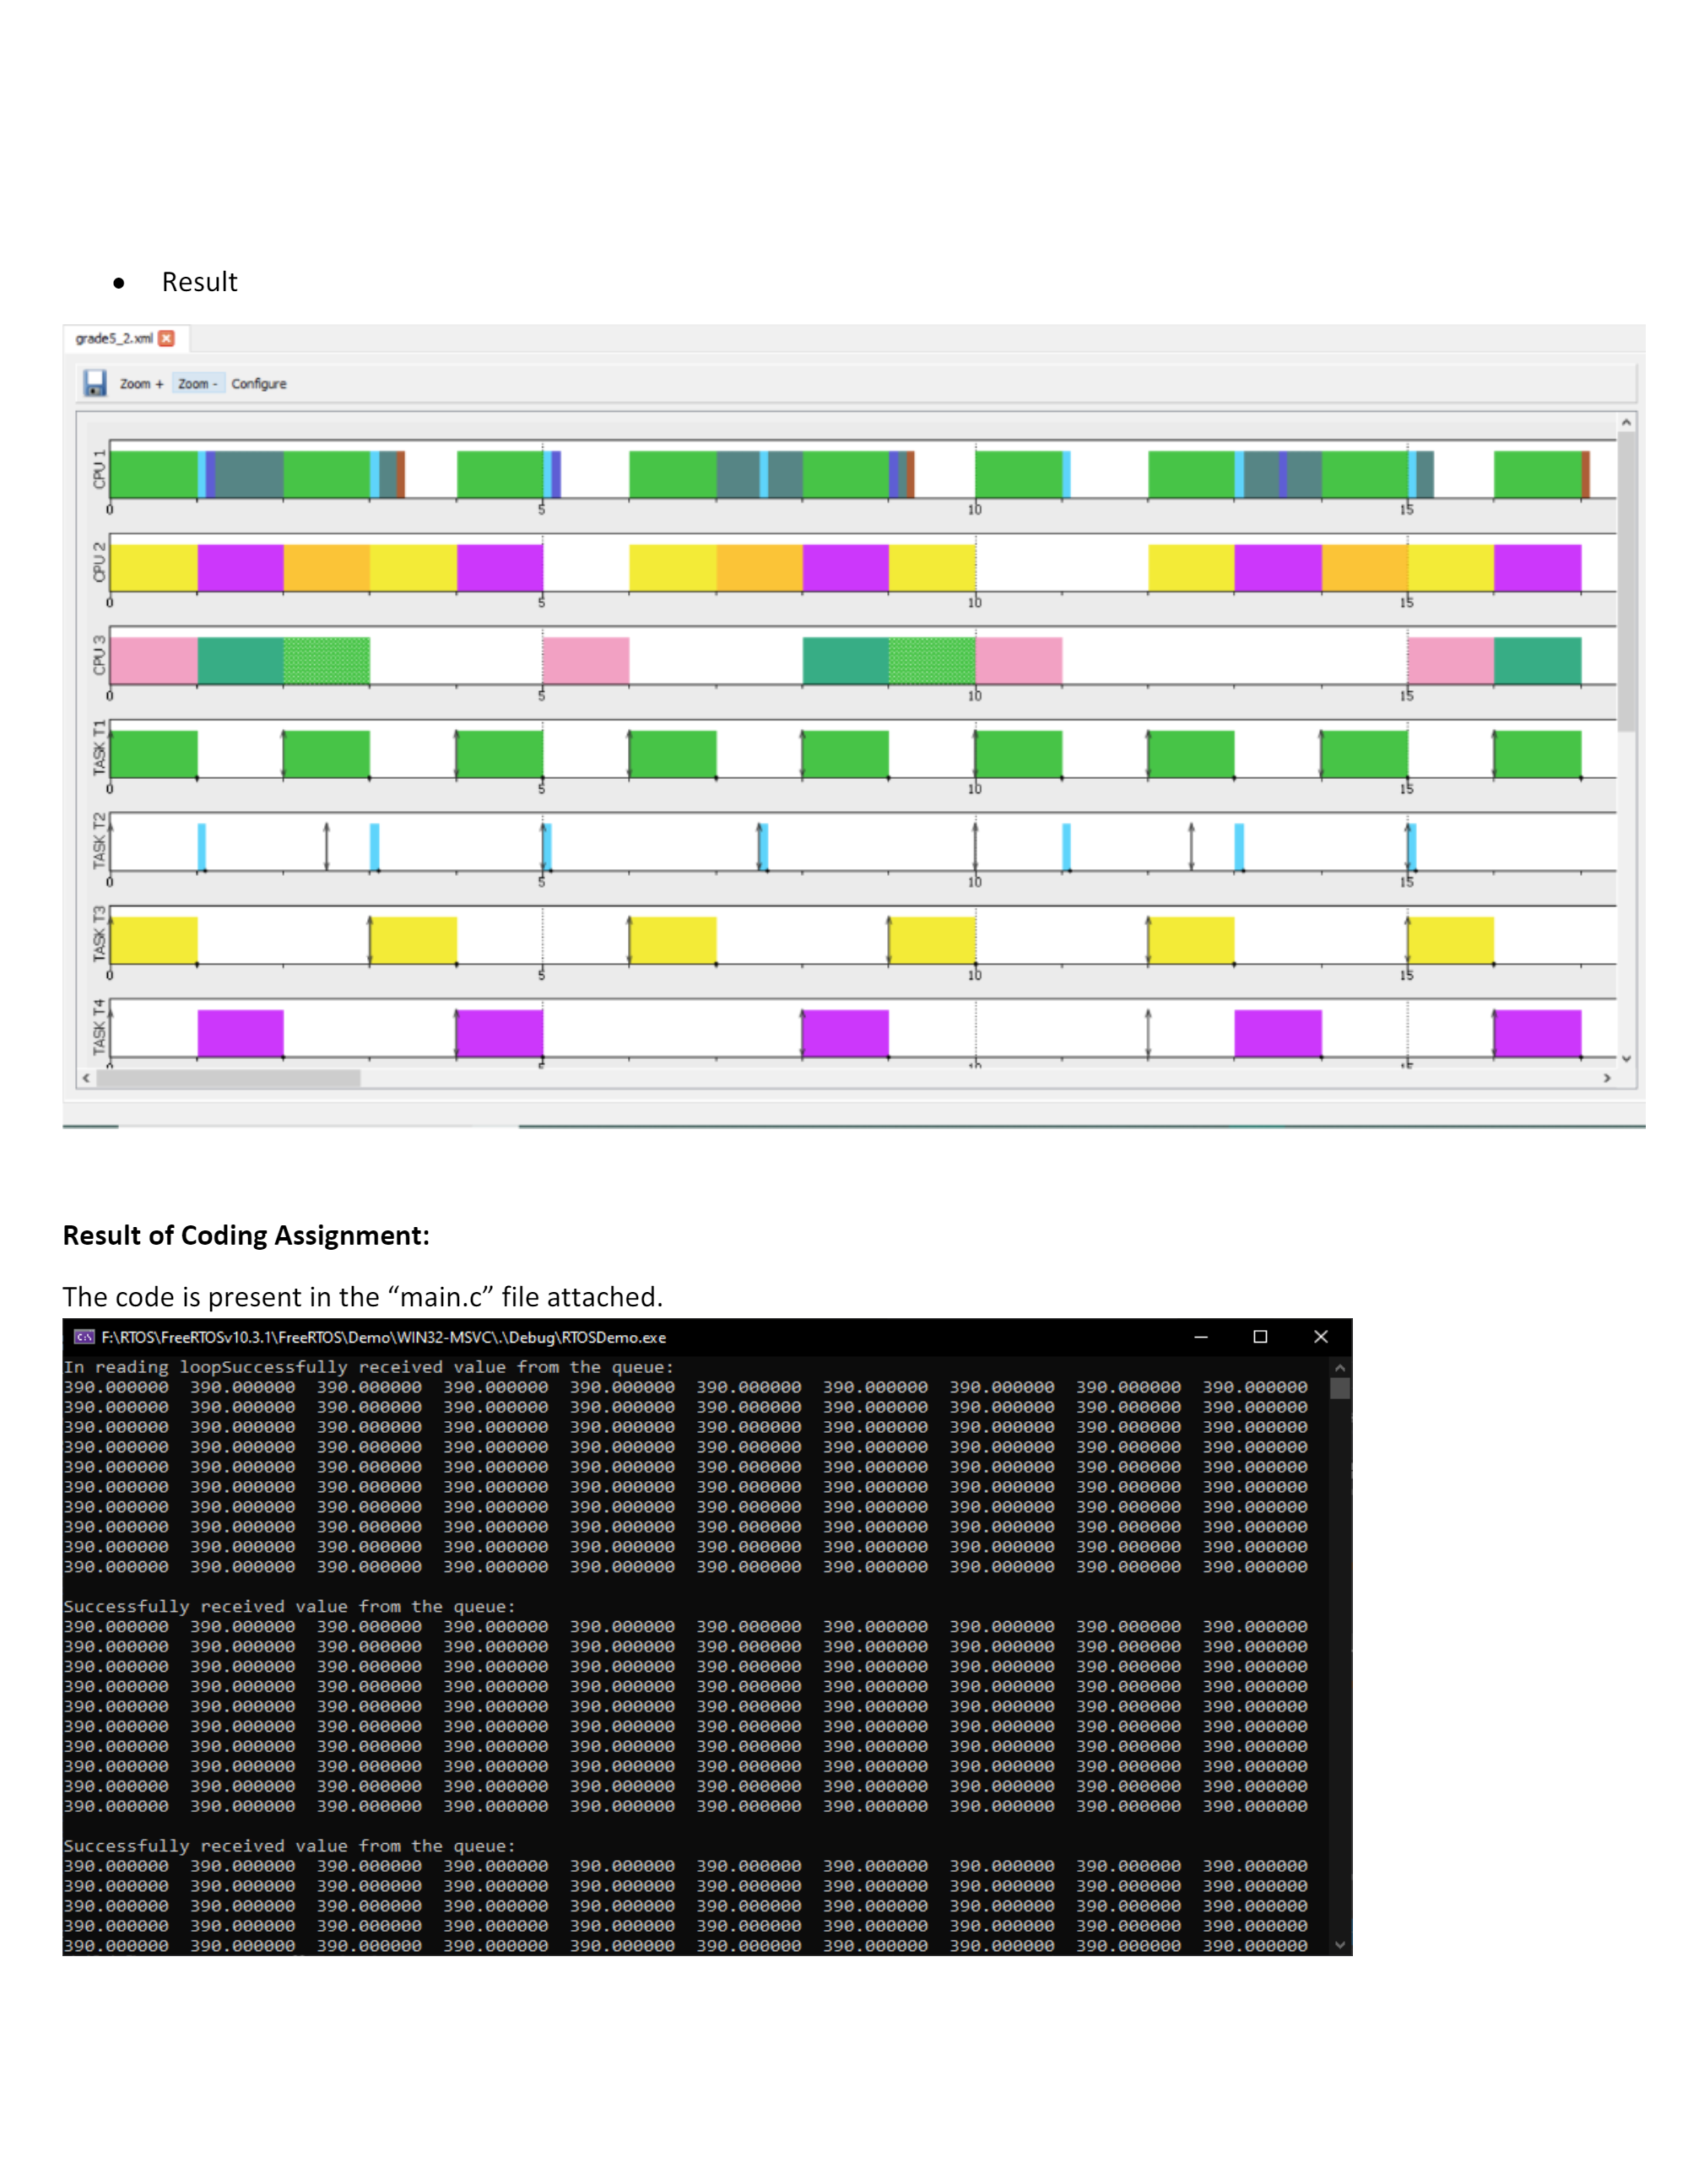 • Result
grade5_2.xml
Zoom + Zoom - Configure
CPU 1
0 5 10 15
CPU 2
0 5 10 15
CPU 3
0 5 10 15
TASK T1
0 5 10 15
TASK T2
0 5 10 15
TASK T3
0 5 10 15
TASK T4
Result of Coding Assignment:
The code is present in the “main.c” file attached.
F:\RTOS\FreeRTOSv10.3.1\FreeRTOS\Demo\WIN32-MSVC\.\Debug\RTOSDemo.exe
In reading loopSuccessfully received value from the queue:
390.000000 390.000000 390.000000 390.000000 390.000000 390.000000 390.000000 390.000000 390.000000 390.000000
390.000000 390.000000 390.000000 390.000000 390.000000 390.000000 390.000000 390.000000 390.000000 390.000000
390.000000 390.000000 390.000000 390.000000 390.000000 390.000000 390.000000 390.000000 390.000000 390.000000
390.000000 390.000000 390.000000 390.000000 390.000000 390.000000 390.000000 390.000000 390.000000 390.000000
390.000000 390.000000 390.000000 390.000000 390.000000 390.000000 390.000000 390.000000 390.000000 390.000000
390.000000 390.000000 390.000000 390.000000 390.000000 390.000000 390.000000 390.000000 390.000000 390.000000
390.000000 390.000000 390.000000 390.000000 390.000000 390.000000 390.000000 390.000000 390.000000 390.000000
390.000000 390.000000 390.000000 390.000000 390.000000 390.000000 390.000000 390.000000 390.000000 390.000000
390.000000 390.000000 390.000000 390.000000 390.000000 390.000000 390.000000 390.000000 390.000000 390.000000
390.000000 390.000000 390.000000 390.000000 390.000000 390.000000 390.000000 390.000000 390.000000 390.000000
Successfully received value from the queue:
390.000000 390.000000 390.000000 390.000000 390.000000 390.000000 390.000000 390.000000 390.000000 390.000000
390.000000 390.000000 390.000000 390.000000 390.000000 390.000000 390.000000 390.000000 390.000000 390.000000
390.000000 390.000000 390.000000 390.000000 390.000000 390.000000 390.000000 390.000000 390.000000 390.000000
390.000000 390.000000 390.000000 390.000000 390.000000 390.000000 390.000000 390.000000 390.000000 390.000000
390.000000 390.000000 390.000000 390.000000 390.000000 390.000000 390.000000 390.000000 390.000000 390.000000
390.000000 390.000000 390.000000 390.000000 390.000000 390.000000 390.000000 390.000000 390.000000 390.000000
390.000000 390.000000 390.000000 390.000000 390.000000 390.000000 390.000000 390.000000 390.000000 390.000000
390.000000 390.000000 390.000000 390.000000 390.000000 390.000000 390.000000 390.000000 390.000000 390.000000
390.000000 390.000000 390.000000 390.000000 390.000000 390.000000 390.000000 390.000000 390.000000 390.000000
390.000000 390.000000 390.000000 390.000000 390.000000 390.000000 390.000000 390.000000 390.000000 390.000000
Successfully received value from the queue:
390.000000 390.000000 390.000000 390.000000 390.000000 390.000000 390.000000 390.000000 390.000000 390.000000
390.000000 390.000000 390.000000 390.000000 390.000000 390.000000 390.000000 390.000000 390.000000 390.000000
390.000000 390.000000 390.000000 390.000000 390.000000 390.000000 390.000000 390.000000 390.000000 390.000000
390.000000 390.000000 390.000000 390.000000 390.000000 390.000000 390.000000 390.000000 390.000000 390.000000
390.000000 390.000000 390.000000 390.000000 390.000000 390.000000 390.000000 390.000000 390.000000 390.000000